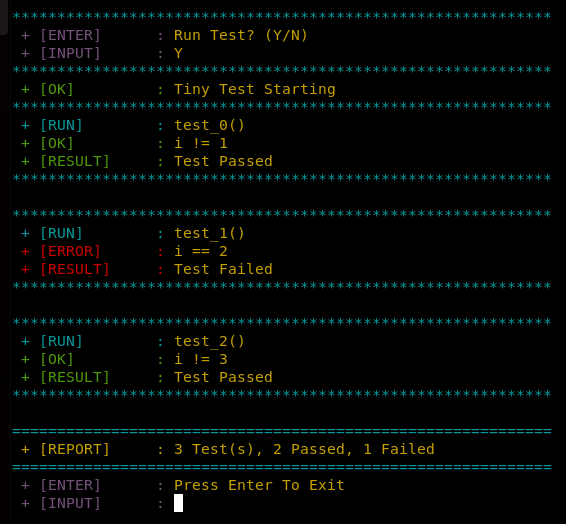 ************************************************************
+ [ENTER]      : Run Test? (Y/N)
+ [INPUT]      : Y
************************************************************
+ [OK]         : Tiny Test Starting
************************************************************
+ [RUN]        : test_0()
+ [OK]         : i != 1
+ [RESULT]     : Test Passed
************************************************************
************************************************************
+ [RUN]        : test_1()
+ [ERROR]      : i == 2
+ [RESULT]     : Test Failed
************************************************************
************************************************************
+ [RUN]        : test_2()
+ [OK]         : i != 3
+ [RESULT]     : Test Passed
************************************************************
============================================================
+ [REPORT]     : 3 Test(s), 2 Passed, 1 Failed
============================================================
+ [ENTER]      : Press Enter To Exit
+ [INPUT]      :